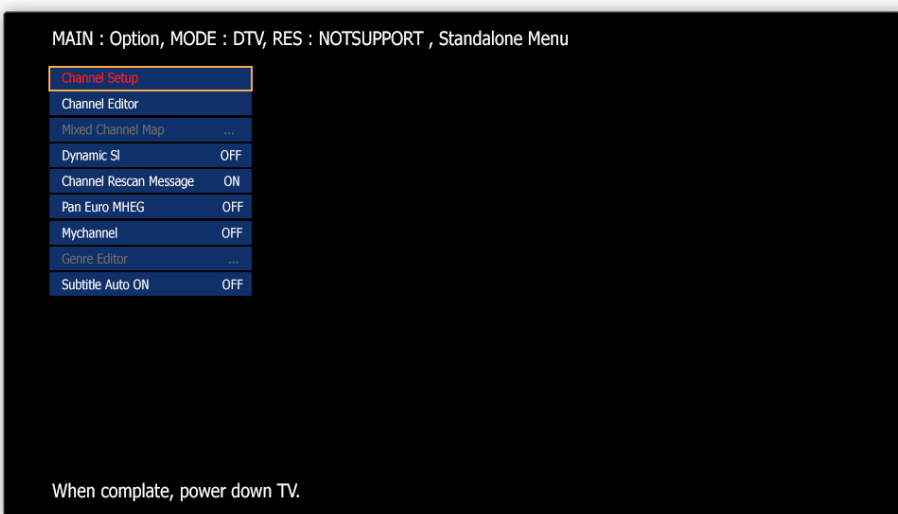 MAIN : Option, MODE : DTV, RES : NOTSUPPORT , Standalone Menu
Channel Setup
Channel Editor
Mixed Channel Map ...
Dynamic SI OFF
Channel Rescan Message ON
Pan Euro MHEG OFF
Mychannel OFF
Genre Editor ...
Subtitle Auto ON OFF
When complate, power down TV.